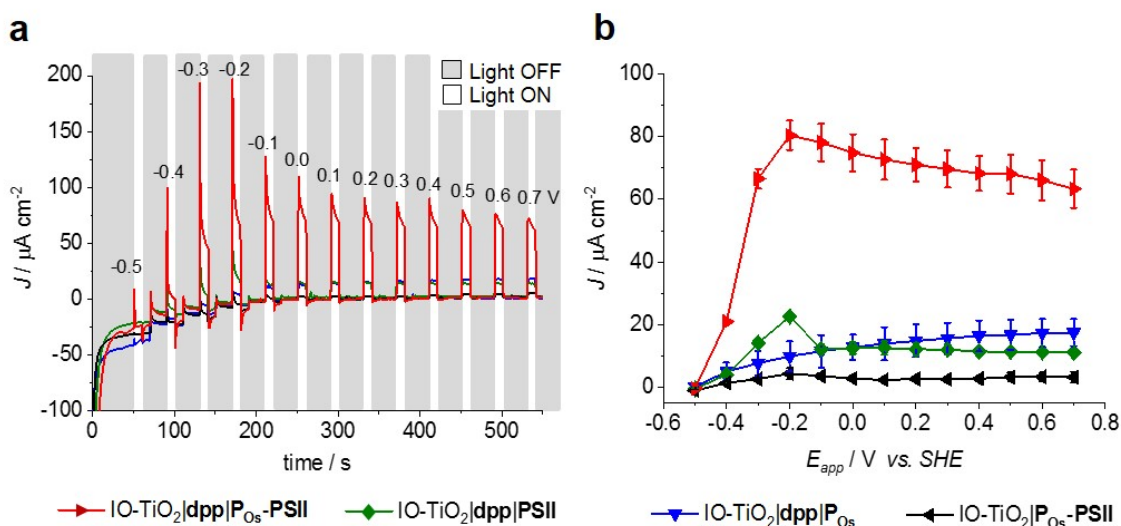 a
200
150
100
50
0
-50
-100
J / µA cm⁻²
-0.5
-0.4
-0.3
-0.2
-0.1
0.0
0.1
0.2
0.3
0.4
0.5
0.6
0.7 V
Light OFF
Light ON
0 100 200 300 400 500
time / s
b
100
80
60
40
20
0
J / µA cm⁻²
-0.6 -0.4 -0.2 0.0 0.2 0.4 0.6 0.8
E_app / V vs. SHE
IO-TiO₂|dpp|P_Os-PSII IO-TiO₂|dpp|PSII IO-TiO₂|dpp|P_Os IO-TiO₂|P_Os-PSII